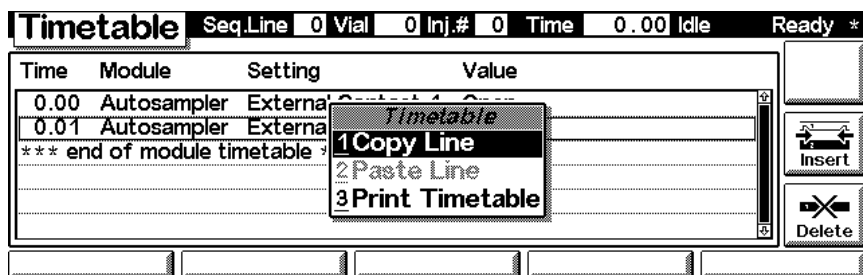 Timetable Seq.Line 0 Vial 0 Inj.# 0 Time 0.00 Idle Ready *
Time Module Setting Value
0.00 Autosampler External
0.01 Autosampler Externa
*** end of module timetable *
Timetable
1 Copy Line
2 Paste Line
3 Print Timetable
Insert
Delete